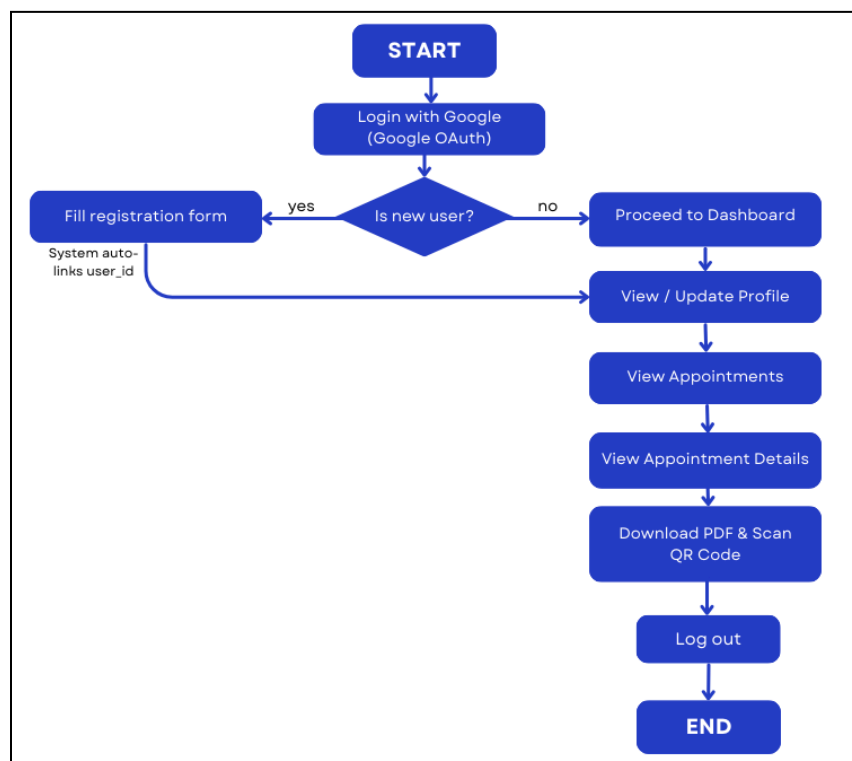 START
Login with Google
(Google OAuth)
Is new user?
yes
no
Fill registration form
Proceed to Dashboard
System auto-
links user_id
View / Update Profile
View Appointments
View Appointment Details
Download PDF & Scan
QR Code
Log out
END